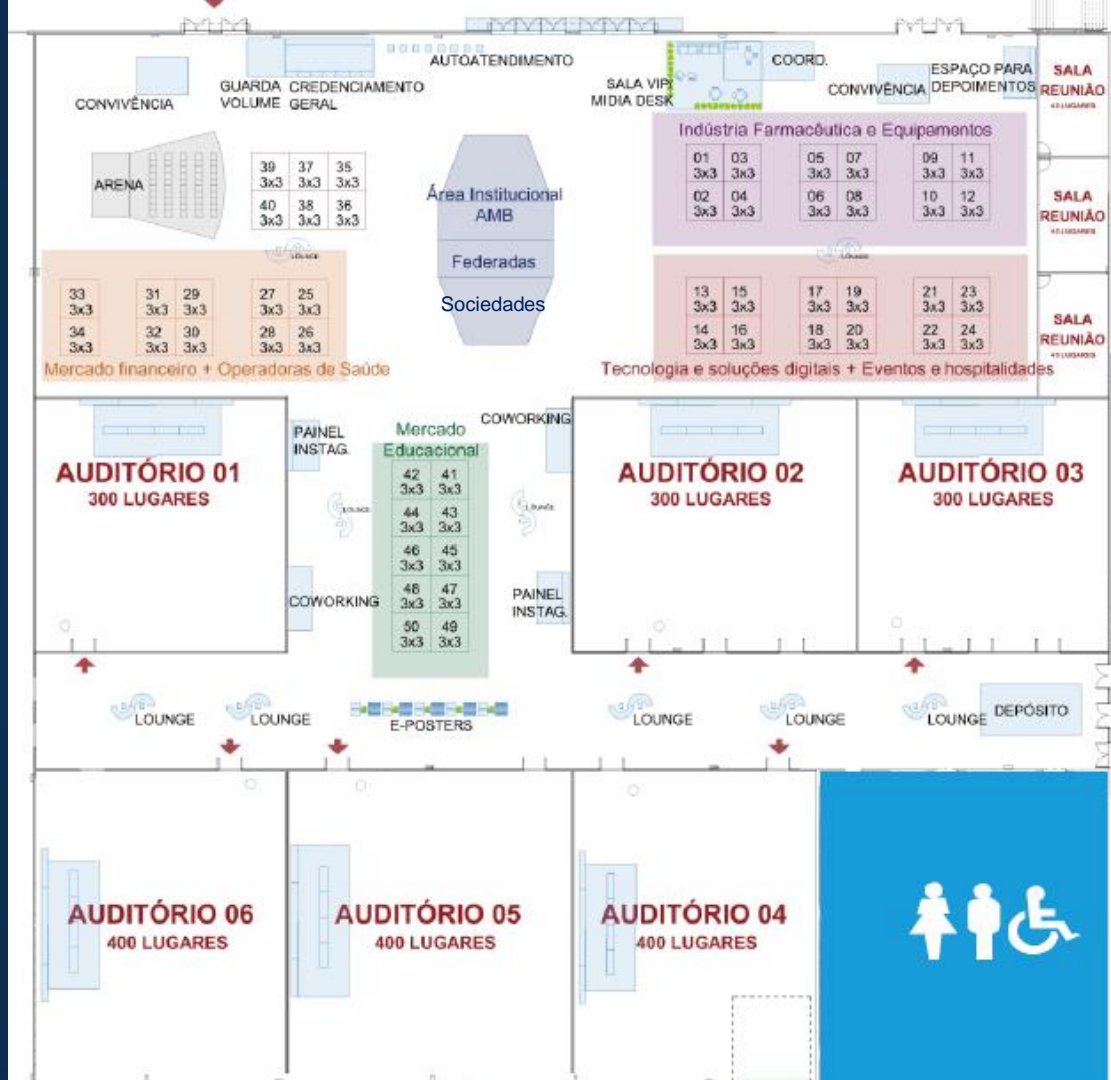 AUTOATENDIMENTO
COORD.
CONVIVÊNCIA
GUARDA
VOLUME
CREDENCIAMENTO
GERAL
SALA VIP/
MIDIA DESK
CONVIVÊNCIA
ESPAÇO PARA
DEPOIMENTOS
SALA
REUNIÃO
ARENA
39 37 35
3x3 3x3 3x3
40 38 36
3x3 3x3 3x3
LOUNGE
Área Institucional
AMB
Federadas
Sociedades
Indústria Farmacêutica e Equipamentos
01 03 05 07 09 11
3x3 3x3 3x3 3x3 3x3 3x3
02 04 06 08 10 12
3x3 3x3 3x3 3x3 3x3 3x3
LOUNGE
SALA
REUNIÃO
33 31 29 27 25
3x3 3x3 3x3 3x3 3x3
34 32 30 28 26
3x3 3x3 3x3 3x3 3x3
Mercado financeiro + Operadoras de Saúde
13 15 17 19 21 23
3x3 3x3 3x3 3x3 3x3 3x3
14 16 18 20 22 24
3x3 3x3 3x3 3x3 3x3 3x3
Tecnologia e soluções digitais + Eventos e hospitalidades
SALA
REUNIÃO
AUDITÓRIO 01
300 LUGARES
PAINEL
INSTAG.
Mercado
Educacional
COWORKING
42 41
3x3 3x3
44 43
3x3 3x3
46 45
3x3 3x3
48 47
3x3 3x3
50 49
3x3 3x3
LOUNGE
LOUNGE
COWORKING
PAINEL
INSTAG.
AUDITÓRIO 02
300 LUGARES
AUDITÓRIO 03
300 LUGARES
LOUNGE
LOUNGE
E-POSTERS
LOUNGE
LOUNGE
LOUNGE
DEPÓSITO
AUDITÓRIO 06
400 LUGARES
AUDITÓRIO 05
400 LUGARES
AUDITÓRIO 04
400 LUGARES